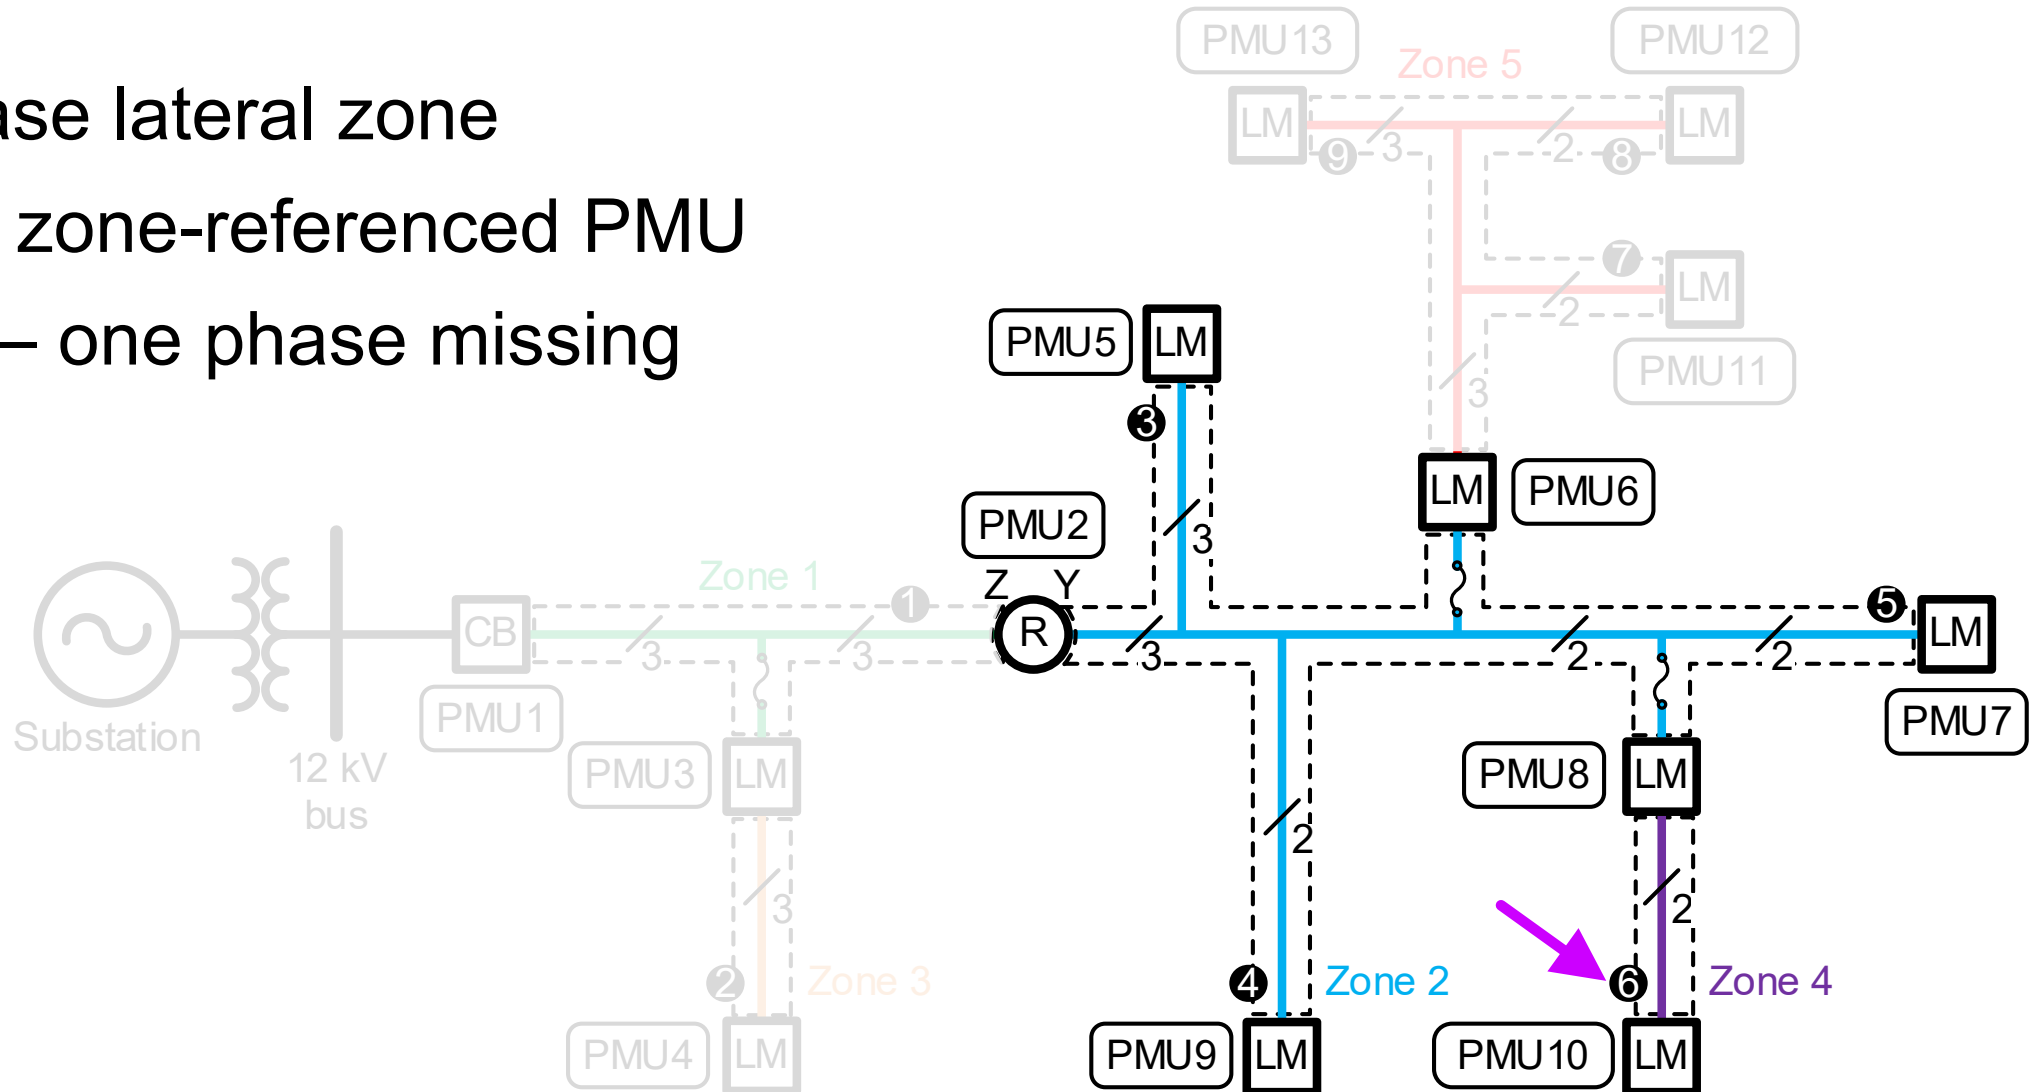 PMU13
PMU12
Zone 5
LM
LM
3
2
9
8
ase lateral zone
zone-referenced PMU
– one phase missing
7
LM
2
PMU11
3
PMU5
LM
3
3
LM
PMU6
PMU2
Z
Y
R
3
Zone 1
1
CB
3
3
PMU1
Substation
12 kV
bus
PMU3
LM
3
2
Zone 3
PMU4
LM
2
2
5
LM
PMU7
PMU8
LM
2
2
4
Zone 2
6
Zone 4
PMU9
LM
PMU10
LM